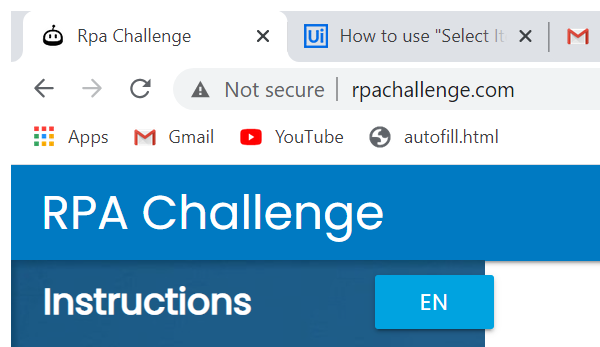 Rpa Challenge Ui How to use "Select It
Not secure rpachallenge.com
Apps Gmail YouTube autofill.html
RPA Challenge
Instructions EN